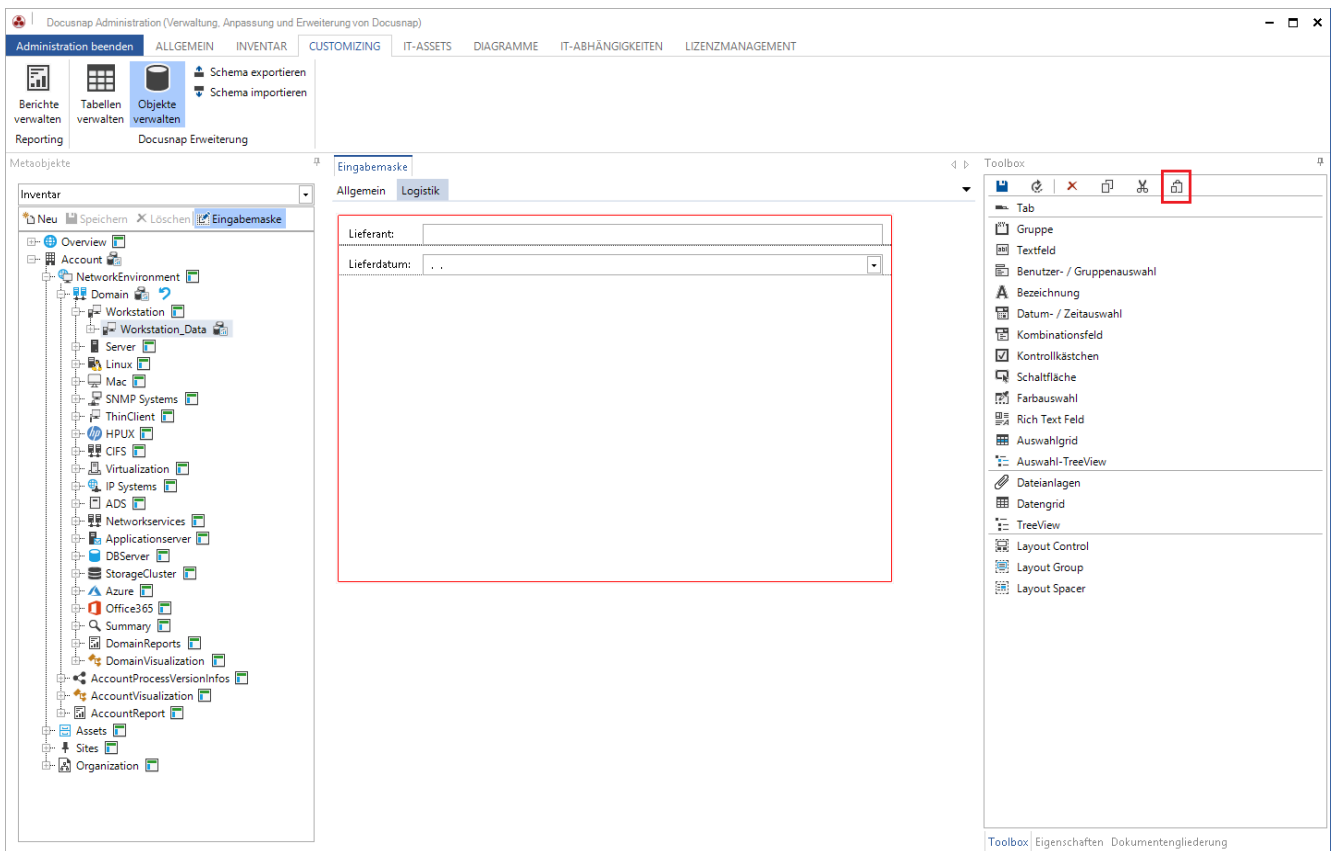 Docusnap Administration (Verwaltung, Anpassung und Erweiterung von Docusnap)
Administration beenden ALLGEMEIN INVENTAR CUSTOMIZING IT-ASSETS DIAGRAMME IT-ABHÄNGIGKEITEN LIZENZMANAGEMENT
Berichte verwalten
Tabellen verwalten
Objekte verwalten
Schema exportieren
Schema importieren
Reporting
Docusnap Erweiterung
Metaobjekte
Inventar
Neu Speichern Löschen Eingabemaske
Overview
Account
NetworkEnvironment
Domain
Workstation
Workstation_Data
Server
Linux
Mac
SNMP Systems
ThinClient
HPUX
CIFS
Virtualization
IP Systems
ADS
Networkservices
Applicationserver
DBServer
StorageCluster
Azure
Office365
Summary
DomainReports
DomainVisualization
AccountProcessVersionInfos
AccountVisualization
AccountReport
Assets
Sites
Organization
Eingabemaske
Allgemein Logistik
Lieferant:
Lieferdatum: . .
Toolbox
Tab
Gruppe
Textfeld
Benutzer- / Gruppenauswahl
Bezeichnung
Datum- / Zeitauswahl
Kombinationsfeld
Kontrollkästchen
Schaltfläche
Farbauswahl
Rich Text Feld
Auswahlgrid
Auswahl-TreeView
Dateianlagen
Datengrid
TreeView
Layout Control
Layout Group
Layout Spacer
Toolbox Eigenschaften Dokumentengliederung